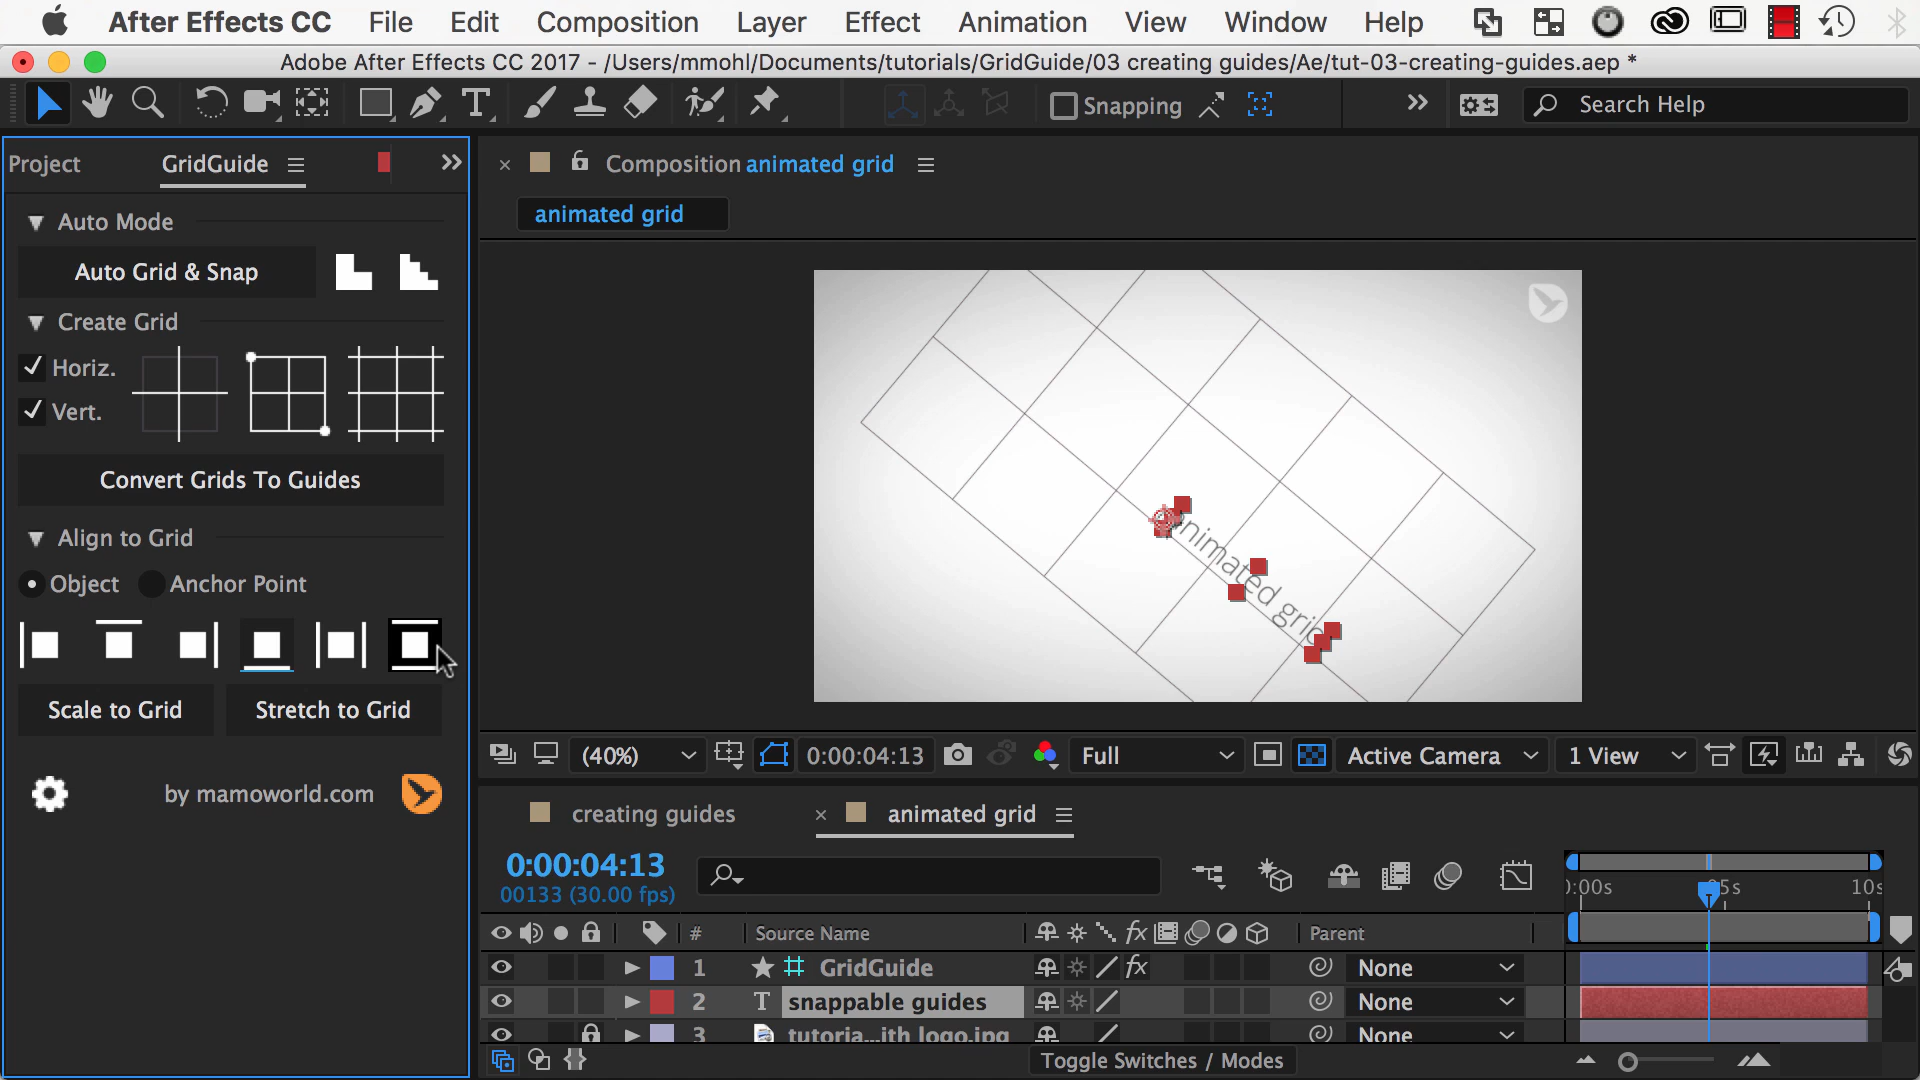 After Effects CC File Edit Composition Layer Effect Animation View Window Help
Adobe After Effects CC 2017 - /Users/mmohl/Documents/tutorials/GridGuide/03 creating guides/Ae/tut-03-creating-guides.aep *
T Snapping Search Help
Project GridGuide Composition animated grid
Auto Mode
animated grid
Auto Grid & Snap
Create Grid
Horiz.
Vert.
Convert Grids To Guides
Align to Grid
Object Anchor Point
animated grid
Scale to Grid Stretch to Grid
(40%) 0:00:04:13 Full Active Camera 1 View
by mamoworld.com
creating guides animated grid
0:00:04:13
00133 (30.00 fps)
):00s 05s 10s
# Source Name fx Parent
1 GridGuide fx None
2 T snappable guides None
3 tutoria...ith logo.jpg None
Toggle Switches / Modes